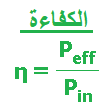 الكفاءة
η = P_eff / P_in